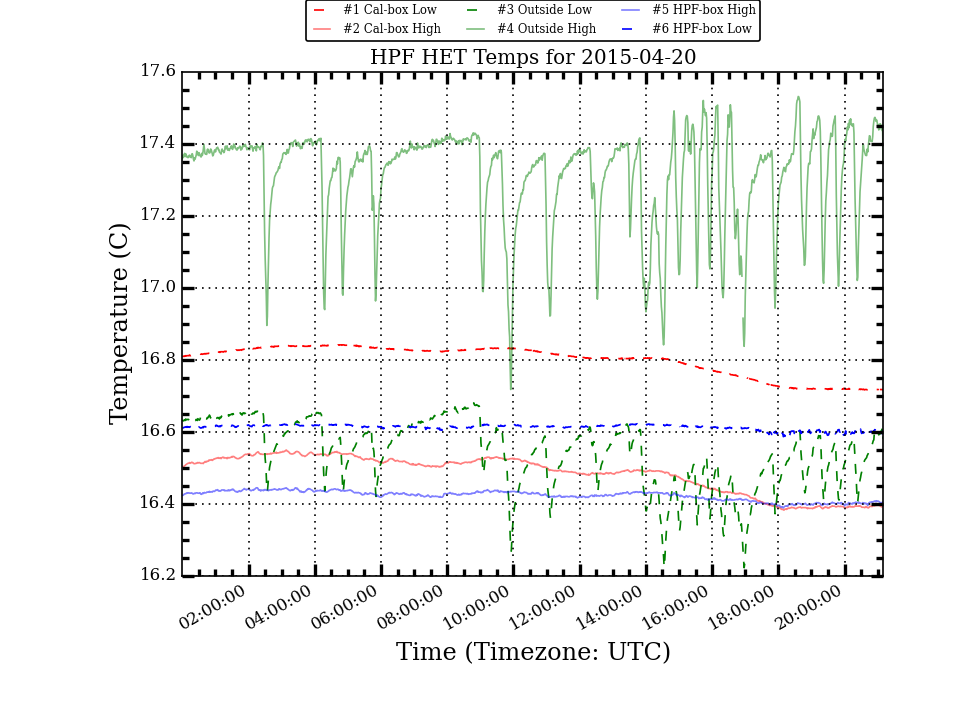 #1 Cal-box Low #3 Outside Low #5 HPF-box High
#2 Cal-box High #4 Outside High #6 HPF-box Low
HPF HET Temps for 2015-04-20
17.6
17.4
17.2
17.0
16.8
16.6
16.4
16.2
Temperature (C)
02:00:00 04:00:00 06:00:00 08:00:00 10:00:00 12:00:00 14:00:00 16:00:00 18:00:00 20:00:00
Time (Timezone: UTC)